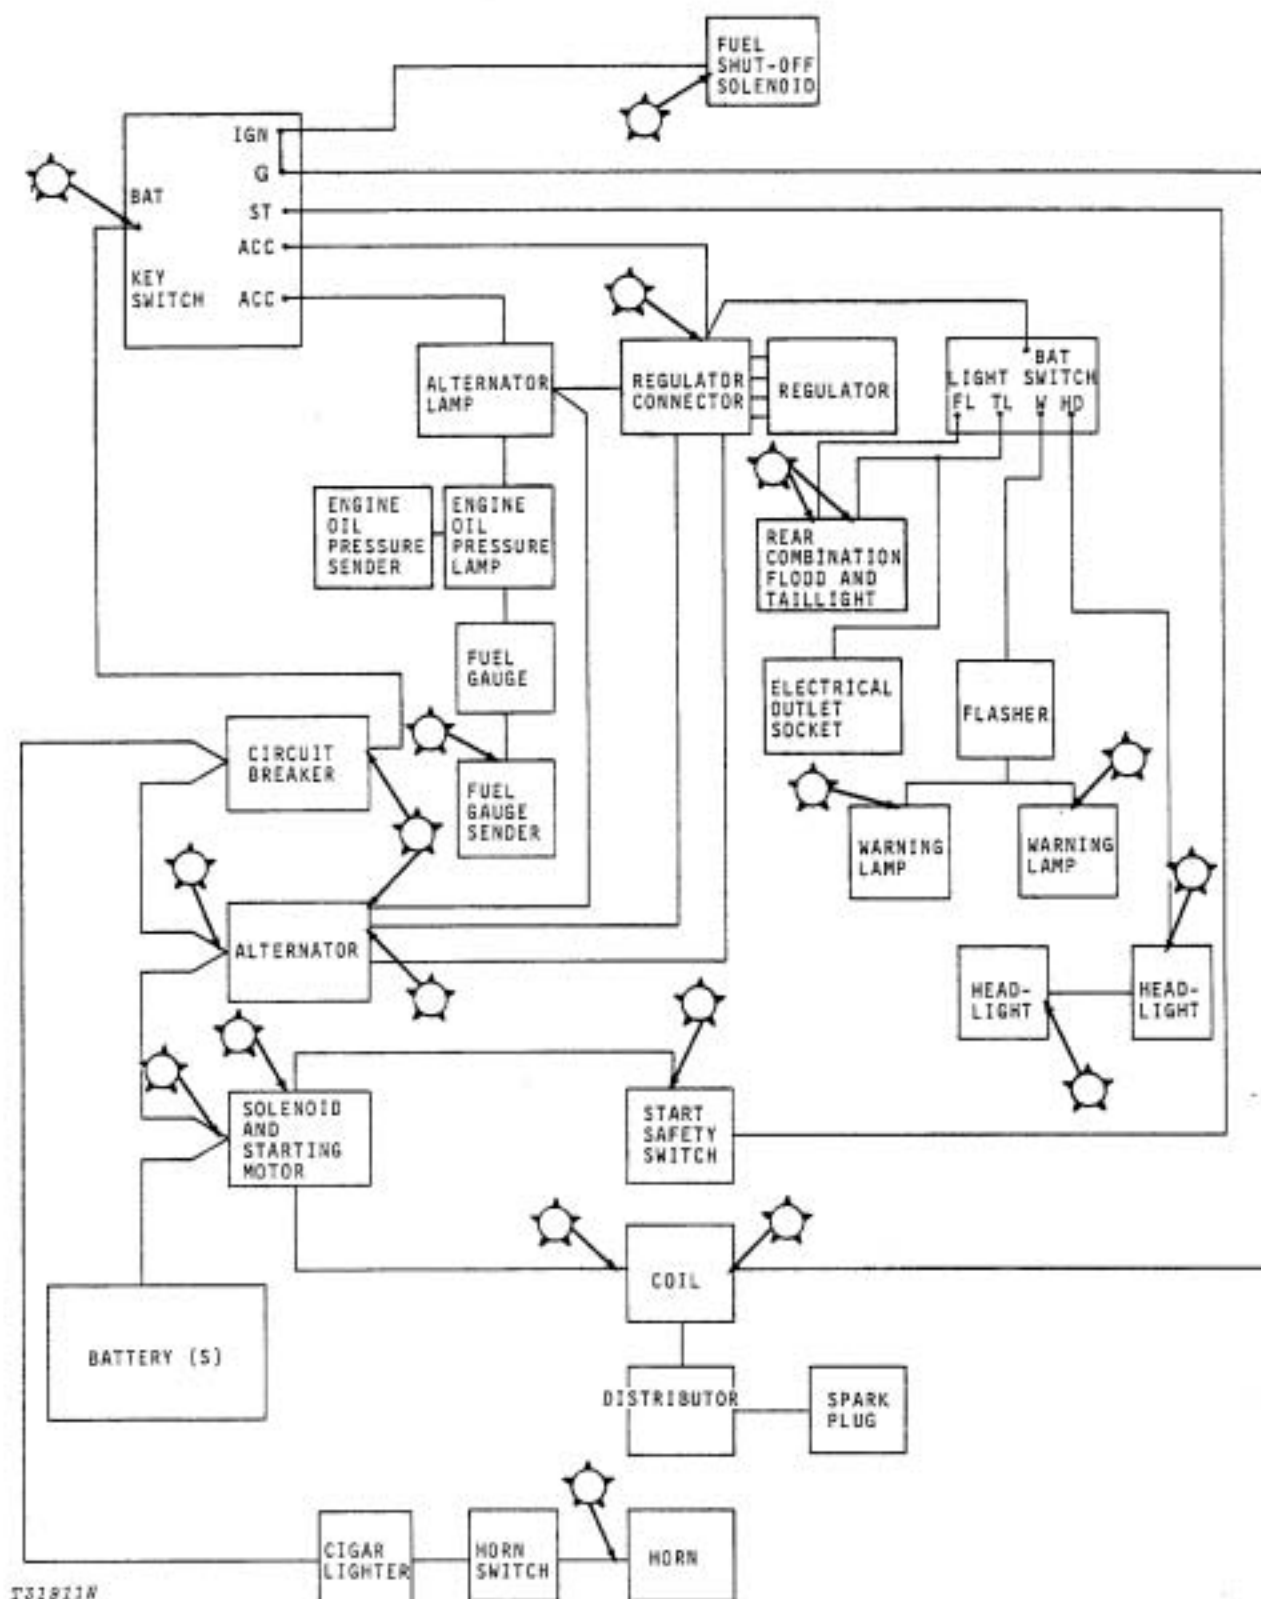 FUEL
SHUT-OFF
SOLENOID
IGN
G
BAT
ST
ACC
KEY
SWITCH
ACC
ALTERNATOR
LAMP
REGULATOR
CONNECTOR
REGULATOR
BAT
LIGHT SWITCH
FL TL W HD
ENGINE
OIL
PRESSURE
SENDER
ENGINE
OIL
PRESSURE
LAMP
REAR
COMBINATION
FLOOD AND
TAILLIGHT
FUEL
GAUGE
ELECTRICAL
OUTLET
SOCKET
FLASHER
CIRCUIT
BREAKER
FUEL
GAUGE
SENDER
WARNING
LAMP
WARNING
LAMP
ALTERNATOR
HEAD-
LIGHT
HEAD-
LIGHT
SOLENOID
AND
STARTING
MOTOR
START
SAFETY
SWITCH
COIL
BATTERY (S)
DISTRIBUTOR
SPARK
PLUG
CIGAR
LIGHTER
HORN
SWITCH
HORN
T31911N